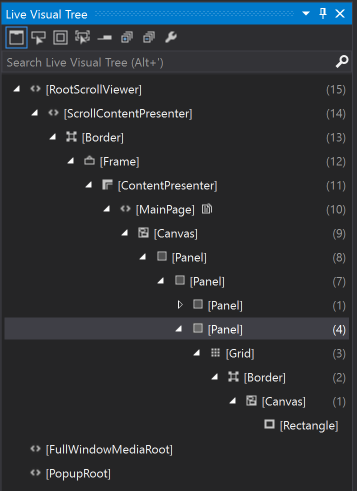 Live Visual Tree
Search Live Visual Tree (Alt+')
[RootScrollViewer] (15)
[ScrollContentPresenter] (14)
[Border] (13)
[Frame] (12)
[ContentPresenter] (11)
[MainPage] (10)
[Canvas] (9)
[Panel] (8)
[Panel] (7)
[Panel] (1)
[Panel] (4)
[Grid] (3)
[Border] (2)
[Canvas] (1)
[Rectangle]
[FullWindowMediaRoot]
[PopupRoot]